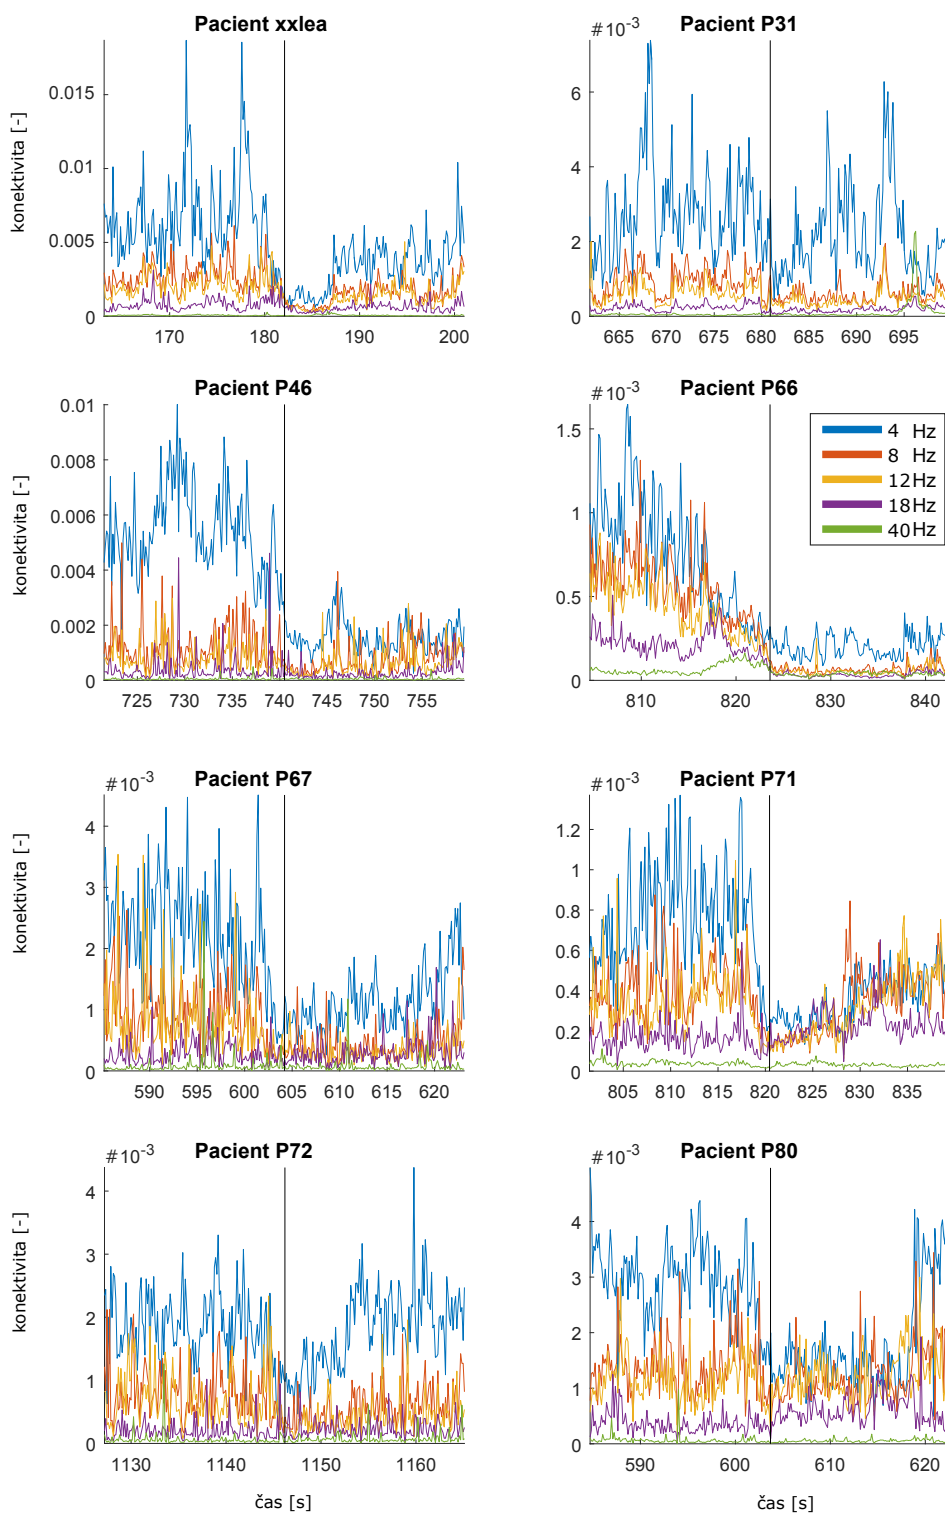 Pacient xxlea
konektivita [-]
0.015
0.01
0.005
0
170 180 190 200
Pacient P31
#10-3
6
4
2
0
665 670 675 680 685 690 695
Pacient P46
konektivita [-]
0.01
0.008
0.006
0.004
0.002
0
725 730 735 740 745 750 755
Pacient P66
#10-3
1.5
1
0.5
0
810 820 830 840
4 Hz
8 Hz
12Hz
18Hz
40Hz
Pacient P67
#10-3
konektivita [-]
4
3
2
1
0
590 595 600 604 610 615 620
Pacient P71
#10-3
1.2
1
0.8
0.6
0.4
0.2
0
805 810 815 820 825 830 835
Pacient P72
#10-3
konektivita [-]
4
3
2
1
0
1130 1140 1150 1160
čas [s]
Pacient P80
#10-3
4
3
2
1
0
590 600 610 620
čas [s]